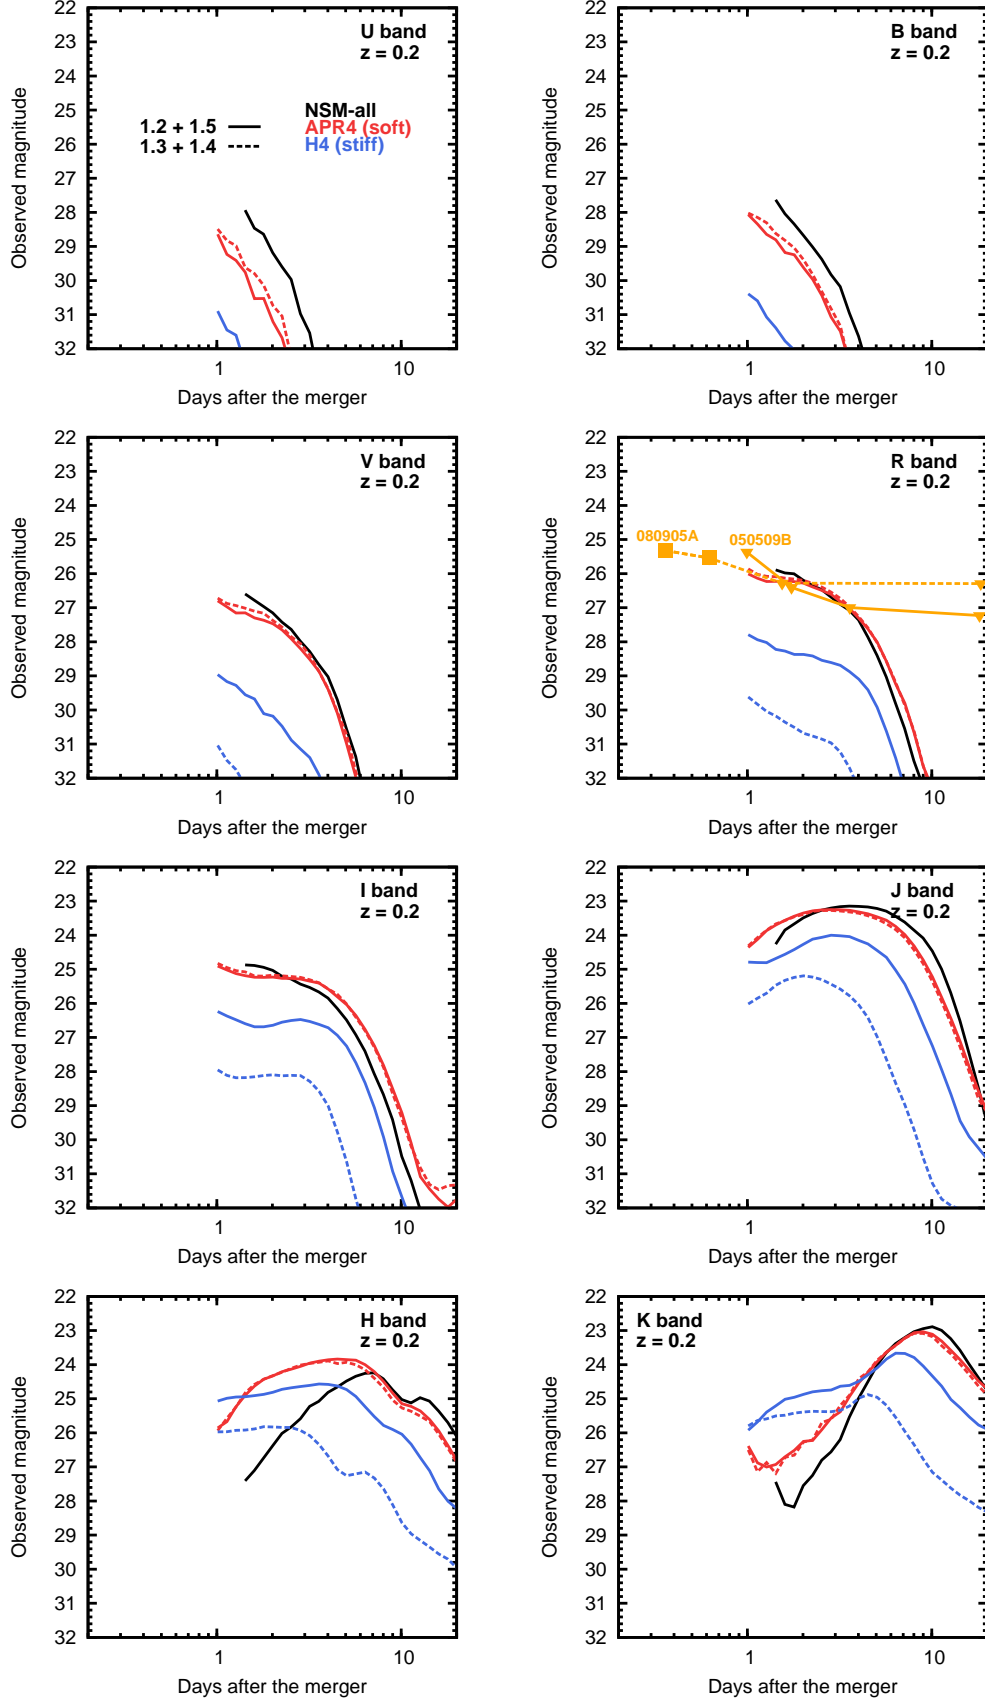 U band
z = 0.2
NSM-all
1.2 + 1.5
APR4 (soft)
1.3 + 1.4
H4 (stiff)
Observed magnitude
22
23
24
25
26
27
28
29
30
31
32
1
10
Days after the merger
B band
z = 0.2
Observed magnitude
22
23
24
25
26
27
28
29
30
31
32
1
10
Days after the merger
V band
z = 0.2
Observed magnitude
22
23
24
25
26
27
28
29
30
31
32
1
10
Days after the merger
R band
z = 0.2
080905A
050509B
Observed magnitude
22
23
24
25
26
27
28
29
30
31
32
1
10
Days after the merger
I band
z = 0.2
Observed magnitude
22
23
24
25
26
27
28
29
30
31
32
1
10
Days after the merger
J band
z = 0.2
Observed magnitude
22
23
24
25
26
27
28
29
30
31
32
1
10
Days after the merger
H band
z = 0.2
Observed magnitude
22
23
24
25
26
27
28
29
30
31
32
1
10
Days after the merger
K band
z = 0.2
Observed magnitude
22
23
24
25
26
27
28
29
30
31
32
1
10
Days after the merger